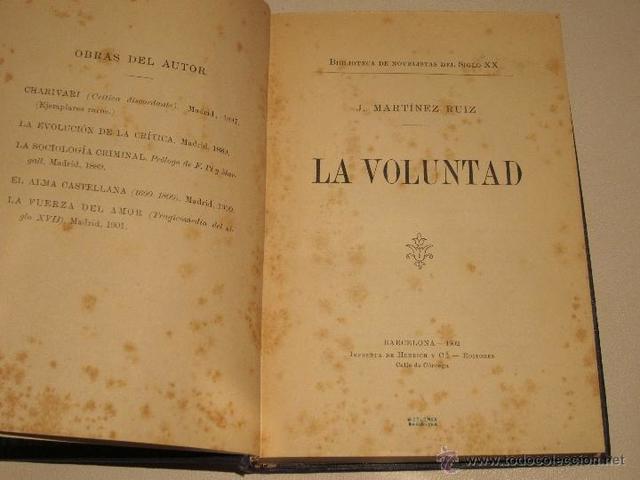 OBRAS DEL AUTOR
CHARIVARI (Crítica discordante). Madrid, 1897.
(Ejemplares raros.)
LA EVOLUCIÓN DE LA CRÍTICA. Madrid, 1899.
LA SOCIOLOGÍA CRIMINAL. Prólogo de F. Pi y Mar-
gall. Madrid, 1899.
EL ALMA CASTELLANA (1600-1800). Madrid, 1900.
LA FUERZA DEL AMOR (Tragicomedia del si-
glo XVII). Madrid, 1901.
BIBLIOTECA DE NOVELISTAS DEL SIGLO XX
J. MARTÍNEZ RUIZ
LA VOLUNTAD
BARCELONA—1902
IMPRENTA DE HENRICH Y Cª.—EDITORES
Calle de Córcega
todocoleccion
www.todocoleccion.net